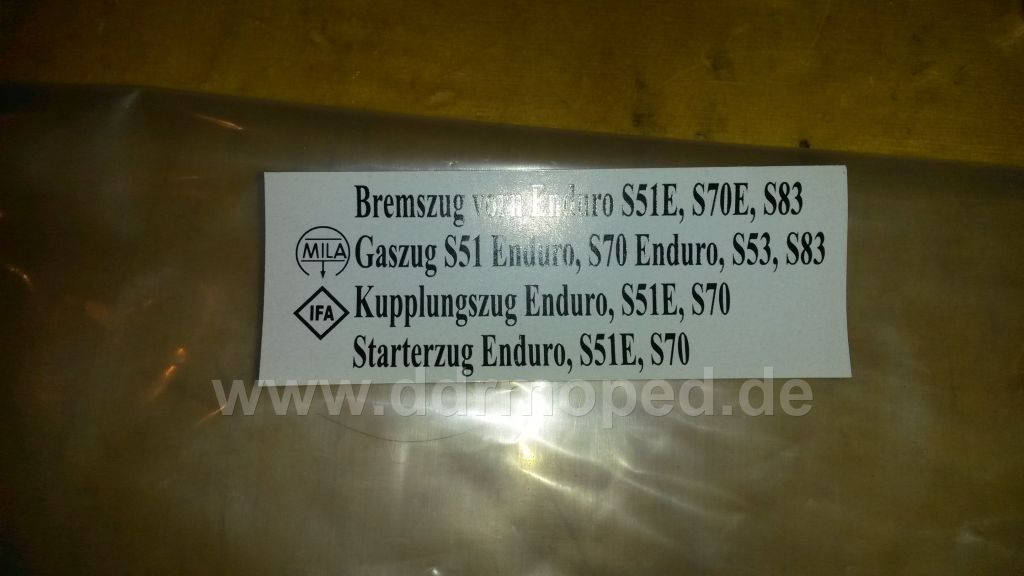 Bremszug vorn Enduro S51E, S70E, S83
MILA
Gaszug S51 Enduro, S70 Enduro, S53, S83
IFA
Kupplungszug Enduro, S51E, S70
Starterzug Enduro, S51E, S70
www.ddrmoped.de